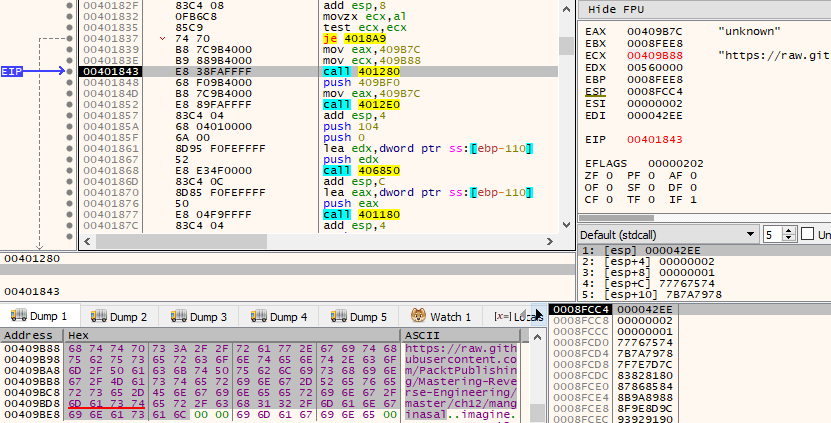 0040182F 83C4 08 add esp,8
00401832 0FB6C8 movzx ecx,al
00401835 85C9 test ecx,ecx
00401837 74 70 je 4018A9
00401839 B8 7C9B4000 mov eax,409B7C
0040183E B9 889B4000 mov ecx,409B88
EIP 00401843 E8 38FAFFFF call 401280
00401848 68 F09B4000 push 409BF0
0040184D B8 7C9B4000 mov eax,409B7C
00401852 E8 89FAFFFF call 4012E0
00401857 83C4 04 add esp,4
0040185A 68 04010000 push 104
0040185F 6A 00 push 0
00401861 8D95 F0FEFFFF lea edx,dword ptr ss:[ebp-110]
00401867 52 push edx
00401868 E8 E34F0000 call 406850
0040186D 83C4 0C add esp,C
00401870 8D85 F0FEFFFF lea eax,dword ptr ss:[ebp-110]
00401876 50 push eax
00401877 E8 04F9FFFF call 401180
0040187C 83C4 04 add esp,4
00401280
00401843
Hide FPU
EAX 00409B7C "unknown"
EBX 0008FEE8
ECX 00409B88 "https://raw.git
EDX 00560000
EBP 0008FEE8
ESP 0008FCC4
ESI 00000002
EDI 000042EE
EIP 00401843
EFLAGS 00000202
ZF 0 PF 0 AF 0
OF 0 SF 0 DF 0
CF 0 TF 0 IF 1
Default (stdcall) 5 Un
1: [esp] 000042EE
2: [esp+4] 00000002
3: [esp+8] 00000001
4: [esp+C] 77767574
5: [esp+10] 7B7A7978
Dump 1 Dump 2 Dump 3 Dump 4 Dump 5 Watch 1 [x=] Locals
Address Hex ASCII
00409B88 68 74 74 70 73 3A 2F 2F 72 61 77 2E 67 69 74 68 https://raw.gith
00409B98 75 62 75 73 65 72 63 6F 6E 74 65 6E 74 2E 63 6F ubusercontent.co
00409BA8 6D 2F 50 61 63 6B 74 50 75 62 6C 69 73 68 69 6E m/PacktPublishin
00409BB8 67 2F 4D 61 73 74 65 72 69 6E 67 2D 52 65 76 65 g/Mastering-Reve
00409BC8 72 73 65 2D 45 6E 67 69 6E 65 65 72 69 6E 67 2F rse-Engineering/
00409BD8 6D 61 73 74 65 72 2F 63 68 31 32 2F 6D 61 6E 67 master/ch12/mang
00409BE8 69 6E 61 73 61 6C 00 00 69 6D 61 67 69 6E 65 00 inasal..imagine.
0008FCC4 000042EE
0008FCC8 00000002
0008FCCC 00000001
0008FCD0 77767574
0008FCD4 7B7A7978
0008FCD8 7F7E7D7C
0008FCDC 83828180
0008FCE0 87868584
0008FCE4 8B8A8988
0008FCE8 8F8E8D8C
0008FCEC 93929190